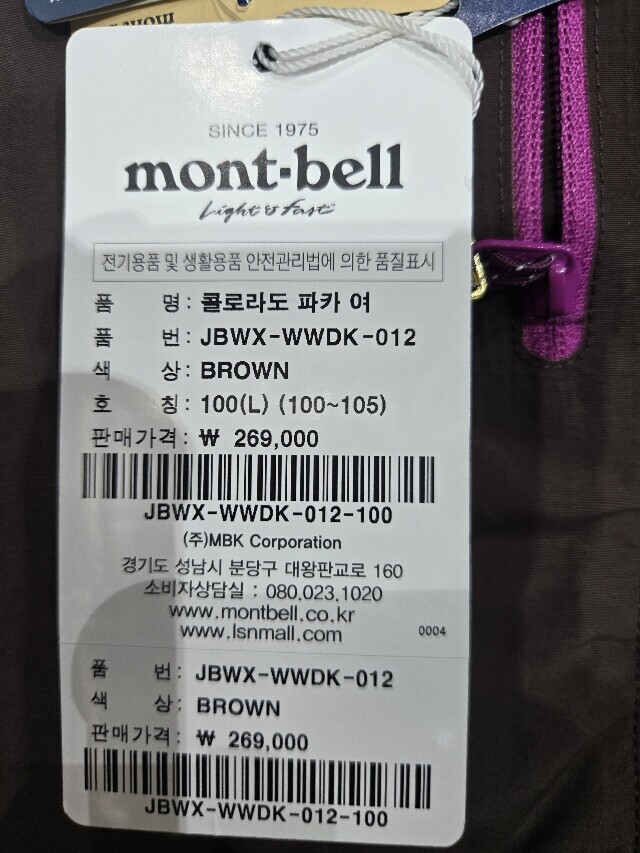 SINCE 1975
mont-bell
Light & Fast
전기용품 및 생활용품 안전관리법에 의한 품질표시
품 명: 콜로라도 파카 여
품 번: JBWX-WWDK-012
색 상: BROWN
호 칭: 100(L) (100~105)
판매가격: ₩ 269,000
JBWX-WWDK-012-100
(주)MBK Corporation
경기도 성남시 분당구 대왕판교로 160
소비자상담실 : 080.023.1020
www.montbell.co.kr
www.lsnmall.com 0004
품 번: JBWX-WWDK-012
색 상: BROWN
판매가격: ₩ 269,000
JBWX-WWDK-012-100